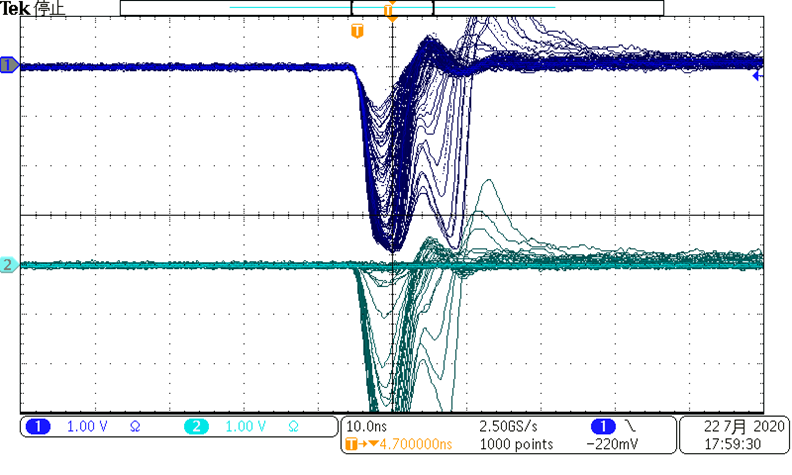 Tek 停止
T
T
1
2
1 1.00 V Ω 2 1.00 V Ω
10.0ns 2.50GS/s 1 \
T→▼4.700000ns 1000 points −220mV
22 7月 2020
17:59:30